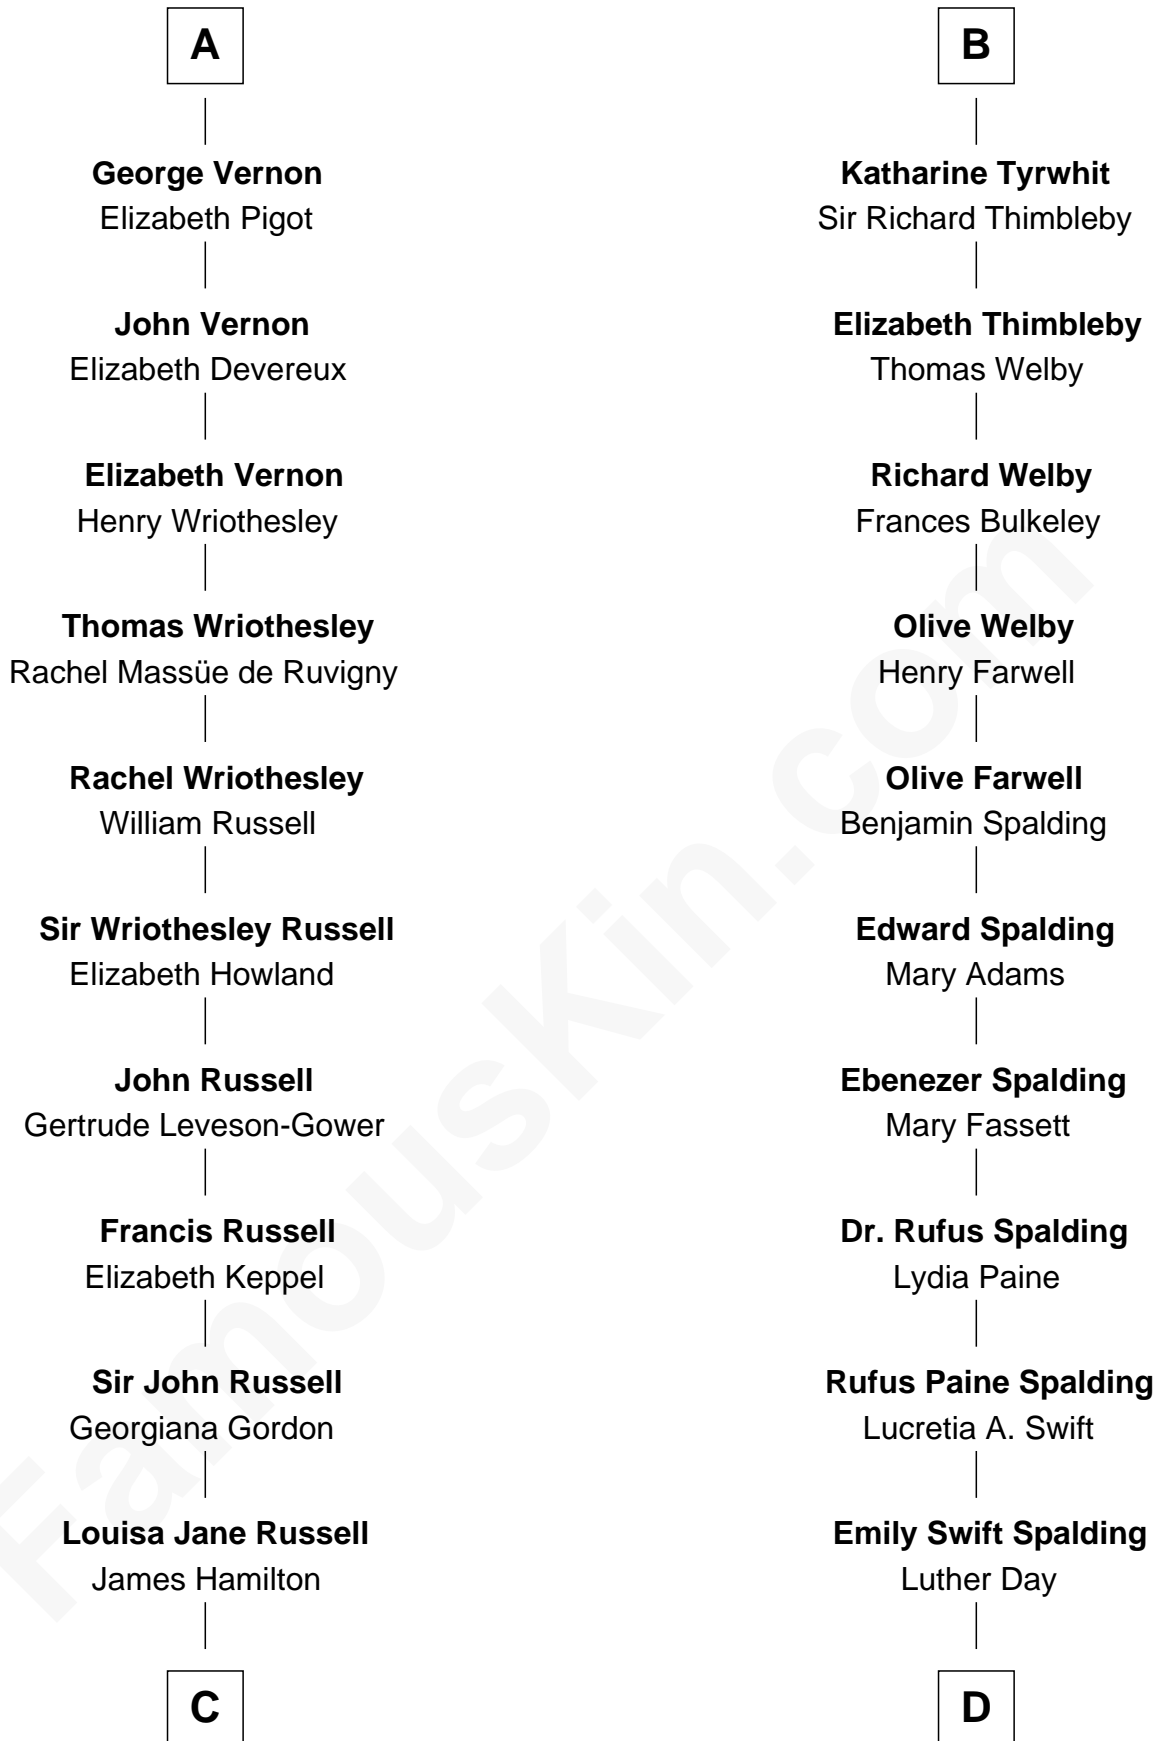 A
George Vernon
Elizabeth Pigot
John Vernon
Elizabeth Devereux
Elizabeth Vernon
Henry Wriothesley
Thomas Wriothesley
Rachel Massüe de Ruvigny
Rachel Wriothesley
William Russell
Sir Wriothesley Russell
Elizabeth Howland
John Russell
Gertrude Leveson-Gower
Francis Russell
Elizabeth Keppel
Sir John Russell
Georgiana Gordon
Louisa Jane Russell
James Hamilton
C
B
Katharine Tyrwhit
Sir Richard Thimbleby
Elizabeth Thimbleby
Thomas Welby
Richard Welby
Frances Bulkeley
Olive Welby
Henry Farwell
Olive Farwell
Benjamin Spalding
Edward Spalding
Mary Adams
Ebenezer Spalding
Mary Fassett
Dr. Rufus Spalding
Lydia Paine
Rufus Paine Spalding
Lucretia A. Swift
Emily Swift Spalding
Luther Day
D
FamousKin.com